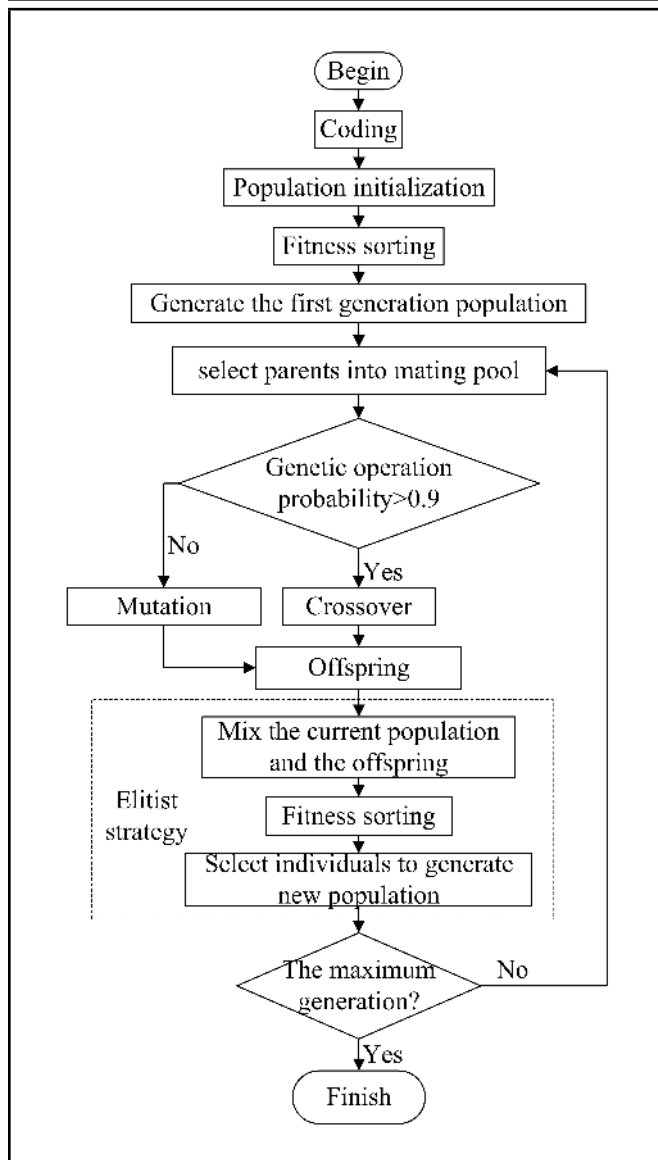 Begin
Coding
Population initialization
Fitness sorting
Generate the first generation population
select parents into mating pool
Genetic operation
probability>0.9
No
Yes
Mutation
Crossover
Offspring
Mix the current population
and the offspring
Elitist
strategy
Fitness sorting
Select individuals to generate
new population
The maximum
generation?
No
Yes
Finish